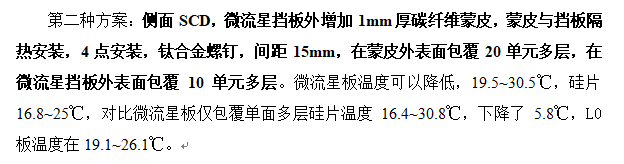 第二种方案：侧面 SCD，微流星挡板外增加 1mm 厚碳纤维蒙皮，蒙皮与挡板隔
热安装，4 点安装，钛合金螺钉，间距 15mm，在蒙皮外表面包覆 20 单元多层，在
微流星挡板外表面包覆 10 单元多层。微流星板温度可以降低，19.5~30.5℃，硅片
16.8~25℃，对比微流星板仅包覆单面多层硅片温度 16.4~30.8℃，下降了 5.8℃，L0
板温度在 19.1~26.1℃。